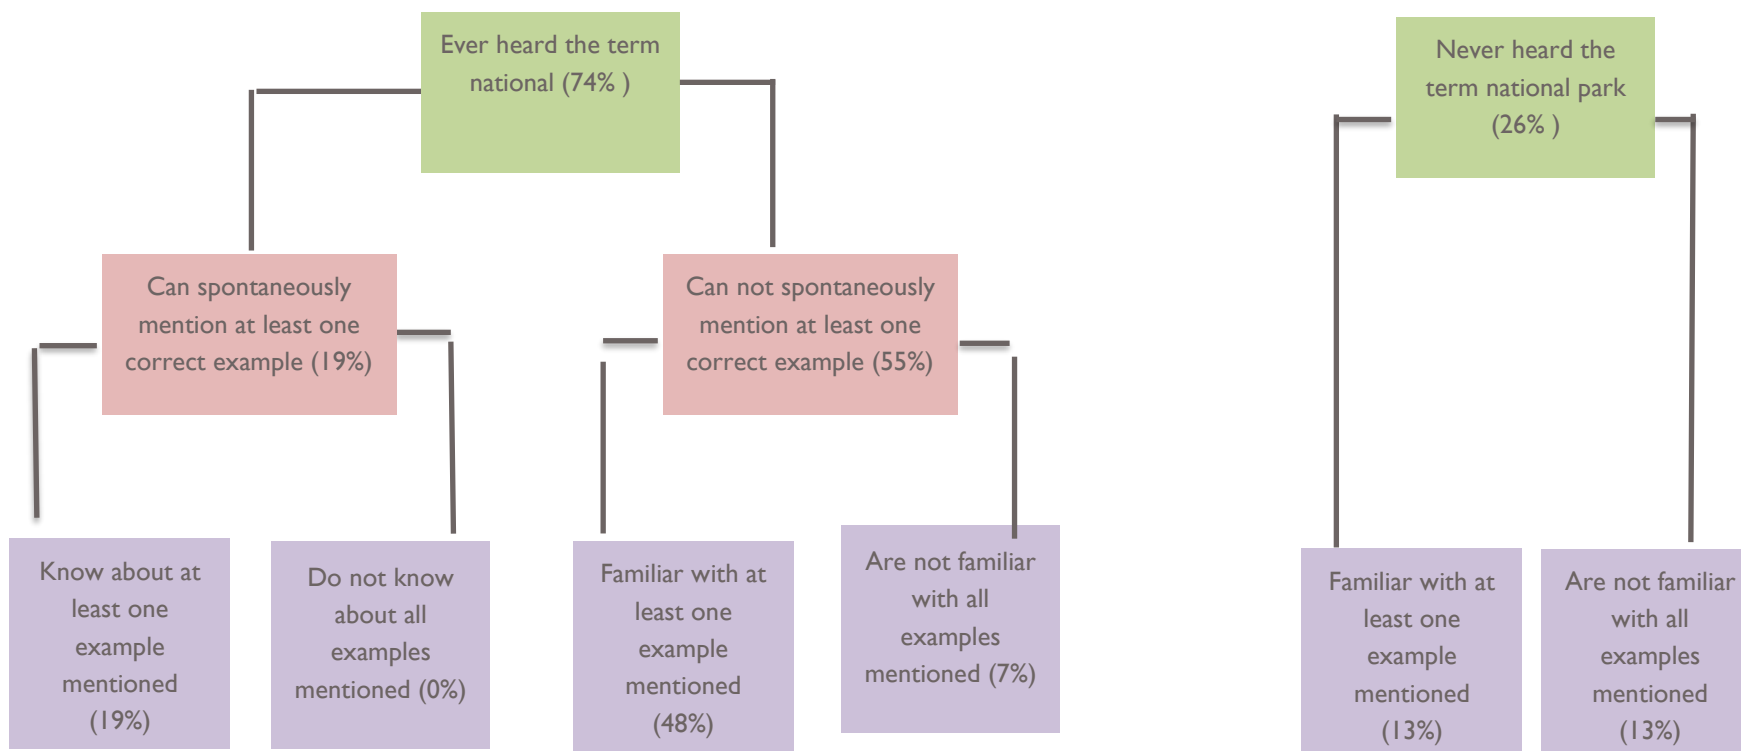 Ever heard the term
national (74% )
Never heard the
term national park
(26% )
Can spontaneously
mention at least one
correct example (19%)
Can not spontaneously
mention at least one
correct example (55%)
Know about at
least one
example
mentioned
(19%)
Do not know
about all
examples
mentioned (0%)
Familiar with at
least one
example
mentioned
(48%)
Are not familiar
with all
examples
mentioned (7%)
Familiar with at
least one
example
mentioned
(13%)
Are not familiar
with all
examples
mentioned
(13%)